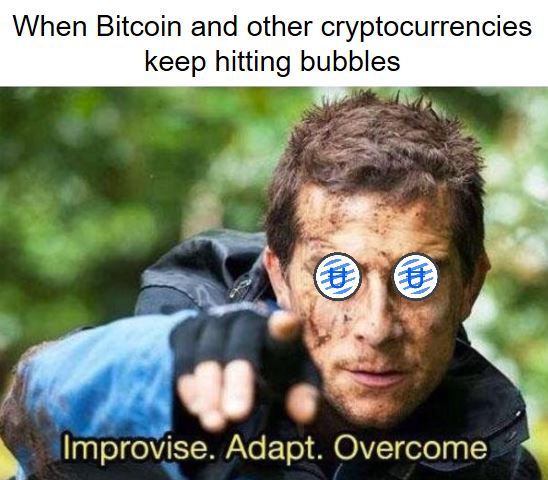 When Bitcoin and other cryptocurrencies
keep hitting bubbles
Improvise. Adapt. Overcome